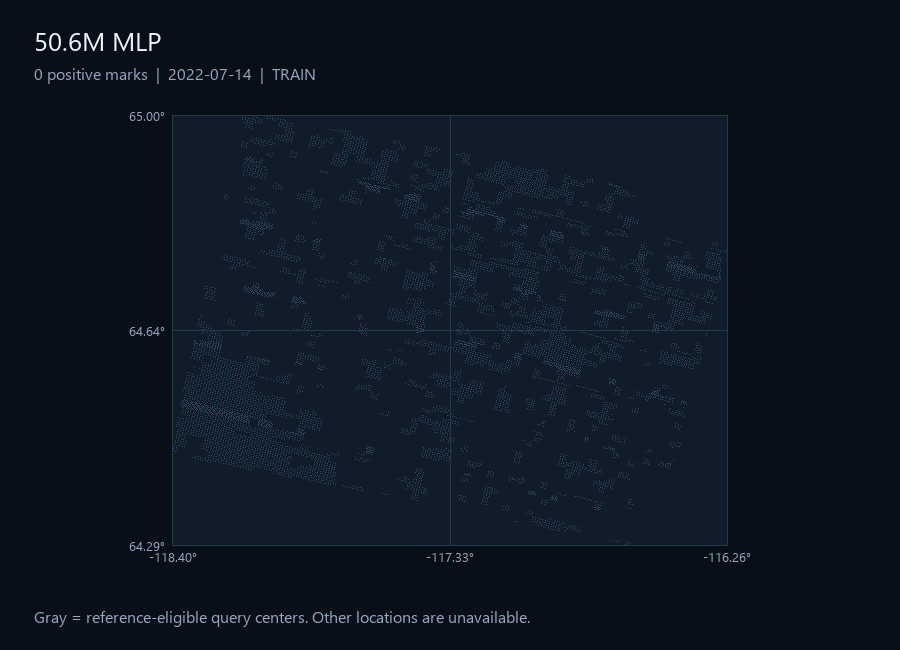 50.6M MLP
0 positive marks | 2022-07-14 | TRAIN
65.00°
64.64°
64.29°
-118.40°
-117.33°
-116.26°
Gray = reference-eligible query centers. Other locations are unavailable.